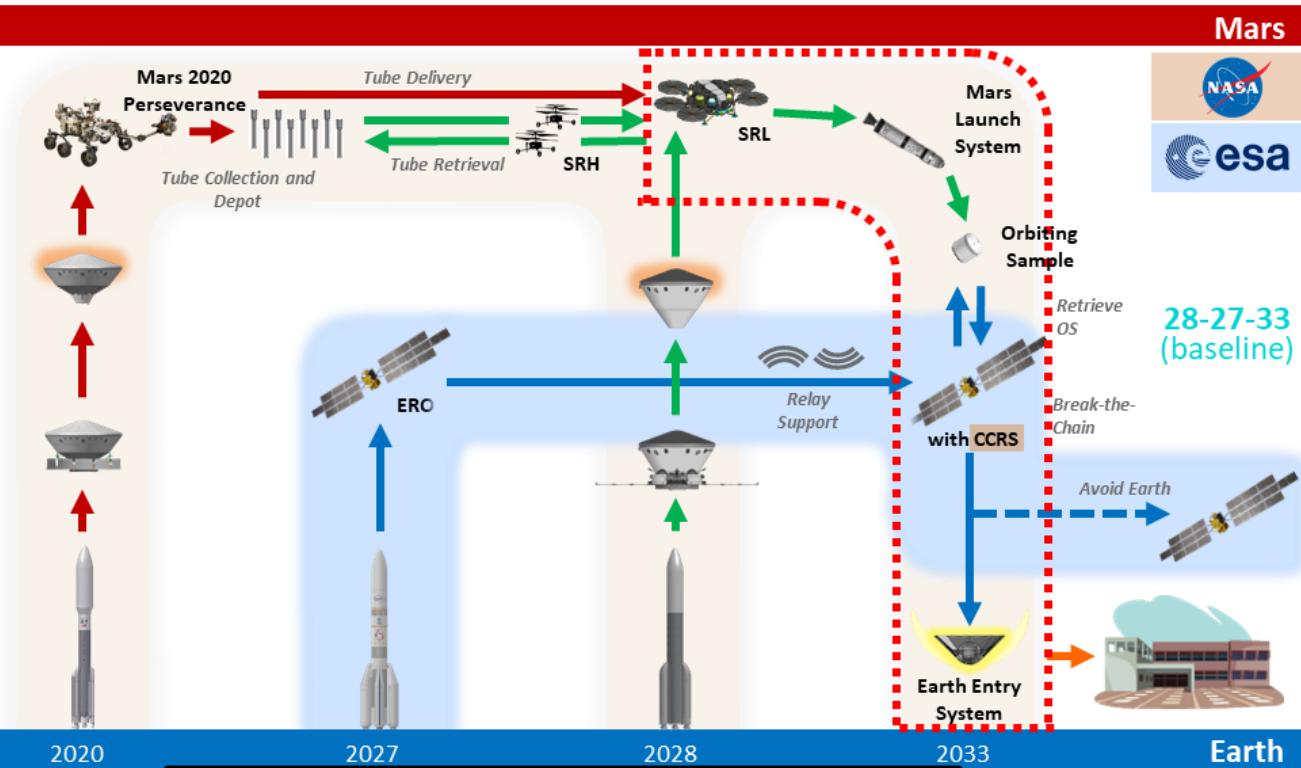 Mars
NASA
esa
Mars 2020
Perseverance
Tube Delivery
Tube Retrieval
SRH
Tube Collection and
Depot
SRL
Mars
Launch
System
Orbiting
Sample
Retrieve
OS
28-27-33
(baseline)
ERO
Relay
Support
with CCRS
Break-the-
Chain
Avoid Earth
Earth Entry
System
2020
2027
2028
2033
Earth